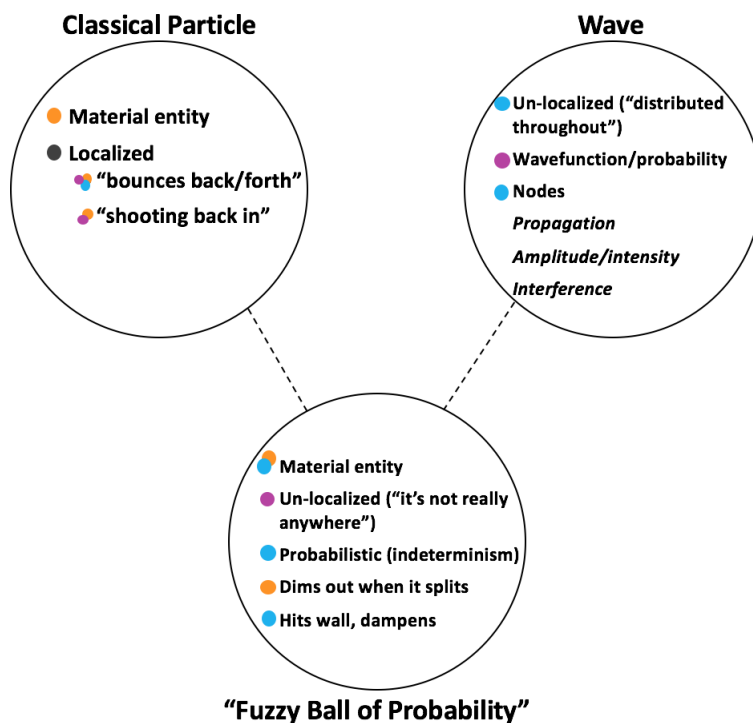 Classical Particle
Material entity
Localized
“bounces back/forth”
“shooting back in”
Wave
Un-localized (“distributed
throughout”)
Wavefunction/probability
Nodes
Propagation
Amplitude/intensity
Interference
Material entity
Un-localized (“it’s not really
anywhere”)
Probabilistic (indeterminism)
Dims out when it splits
Hits wall, dampens
“Fuzzy Ball of Probability”